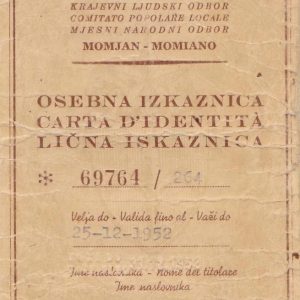 KRAJEVNI LJUDSKI ODBOR
COMITATO POPOLARE LOCALE
MJESNI NARODNI ODBOR
MOMJAN - MOMIANO
OSEBNA IZKAZNICA
CARTA D'IDENTITÀ
LIČNA ISKAZNICA
* 69764 / 264
Velja do - Valida fino al - Važi do
25-12-1952
Ime naslovnika - Nome del titolare
Ime naslovnika